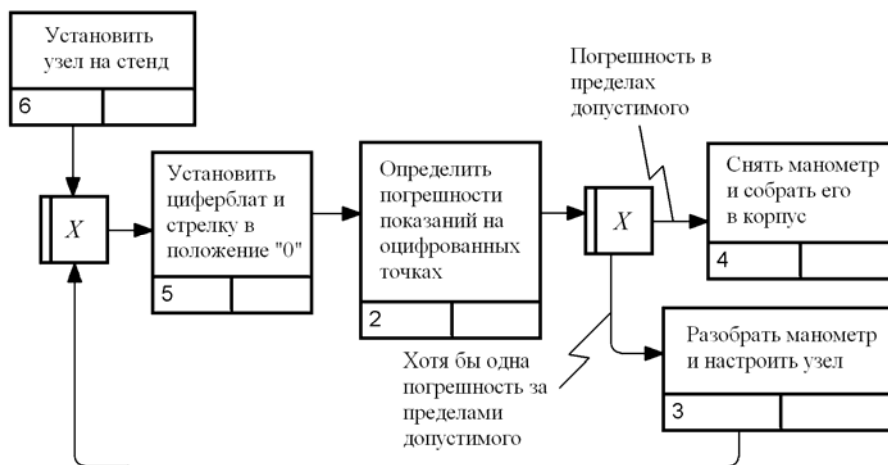 Установить
узел на стенд
6
X
Установить
циферблат и
стрелку в
положение "0"
5
Определить
погрешности
показаний на
оцифрованных
точках
2
X
Погрешность в
пределах
допустимого
Снять манометр
и собрать его
в корпус
4
Хотя бы одна
погрешность за
пределами
допустимого
Разобрать манометр
и настроить узел
3